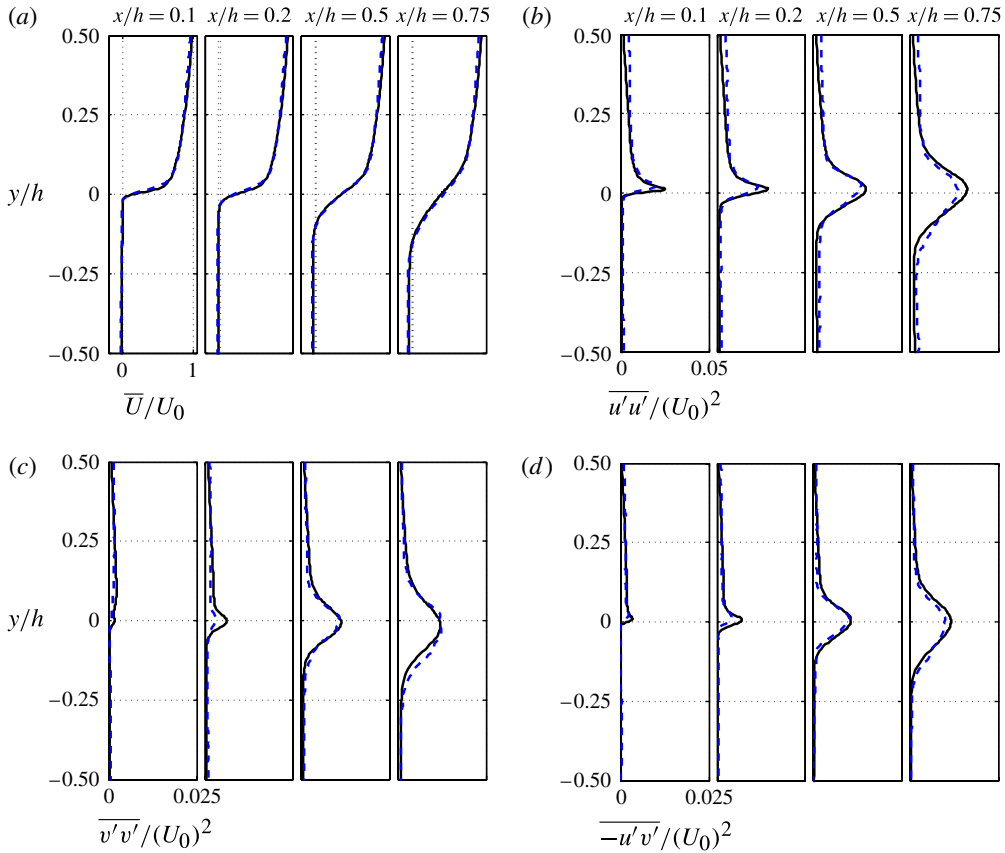 (a) x/h = 0.1 x/h = 0.2 x/h = 0.5 x/h = 0.75
0.50
0.25
y/h 0
−0.25
−0.50
0 1
U̅/U₀
(b) x/h = 0.1 x/h = 0.2 x/h = 0.5 x/h = 0.75
0.50
0.25
0
−0.25
−0.50
0 0.05
u′u′/(U₀)²
(c)
0.50
0.25
y/h 0
−0.25
−0.50
0 0.025
v′v′/(U₀)²
(d)
0.50
0.25
0
−0.25
−0.50
0 0.025
−u′v′/(U₀)²